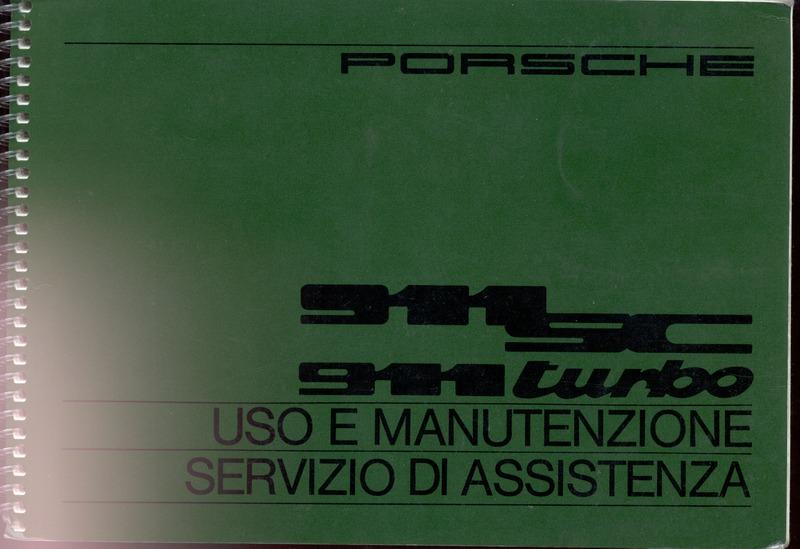 PORSCHE
911SC
911 turbo
USO E MANUTENZIONE
SERVIZIO DI ASSISTENZA